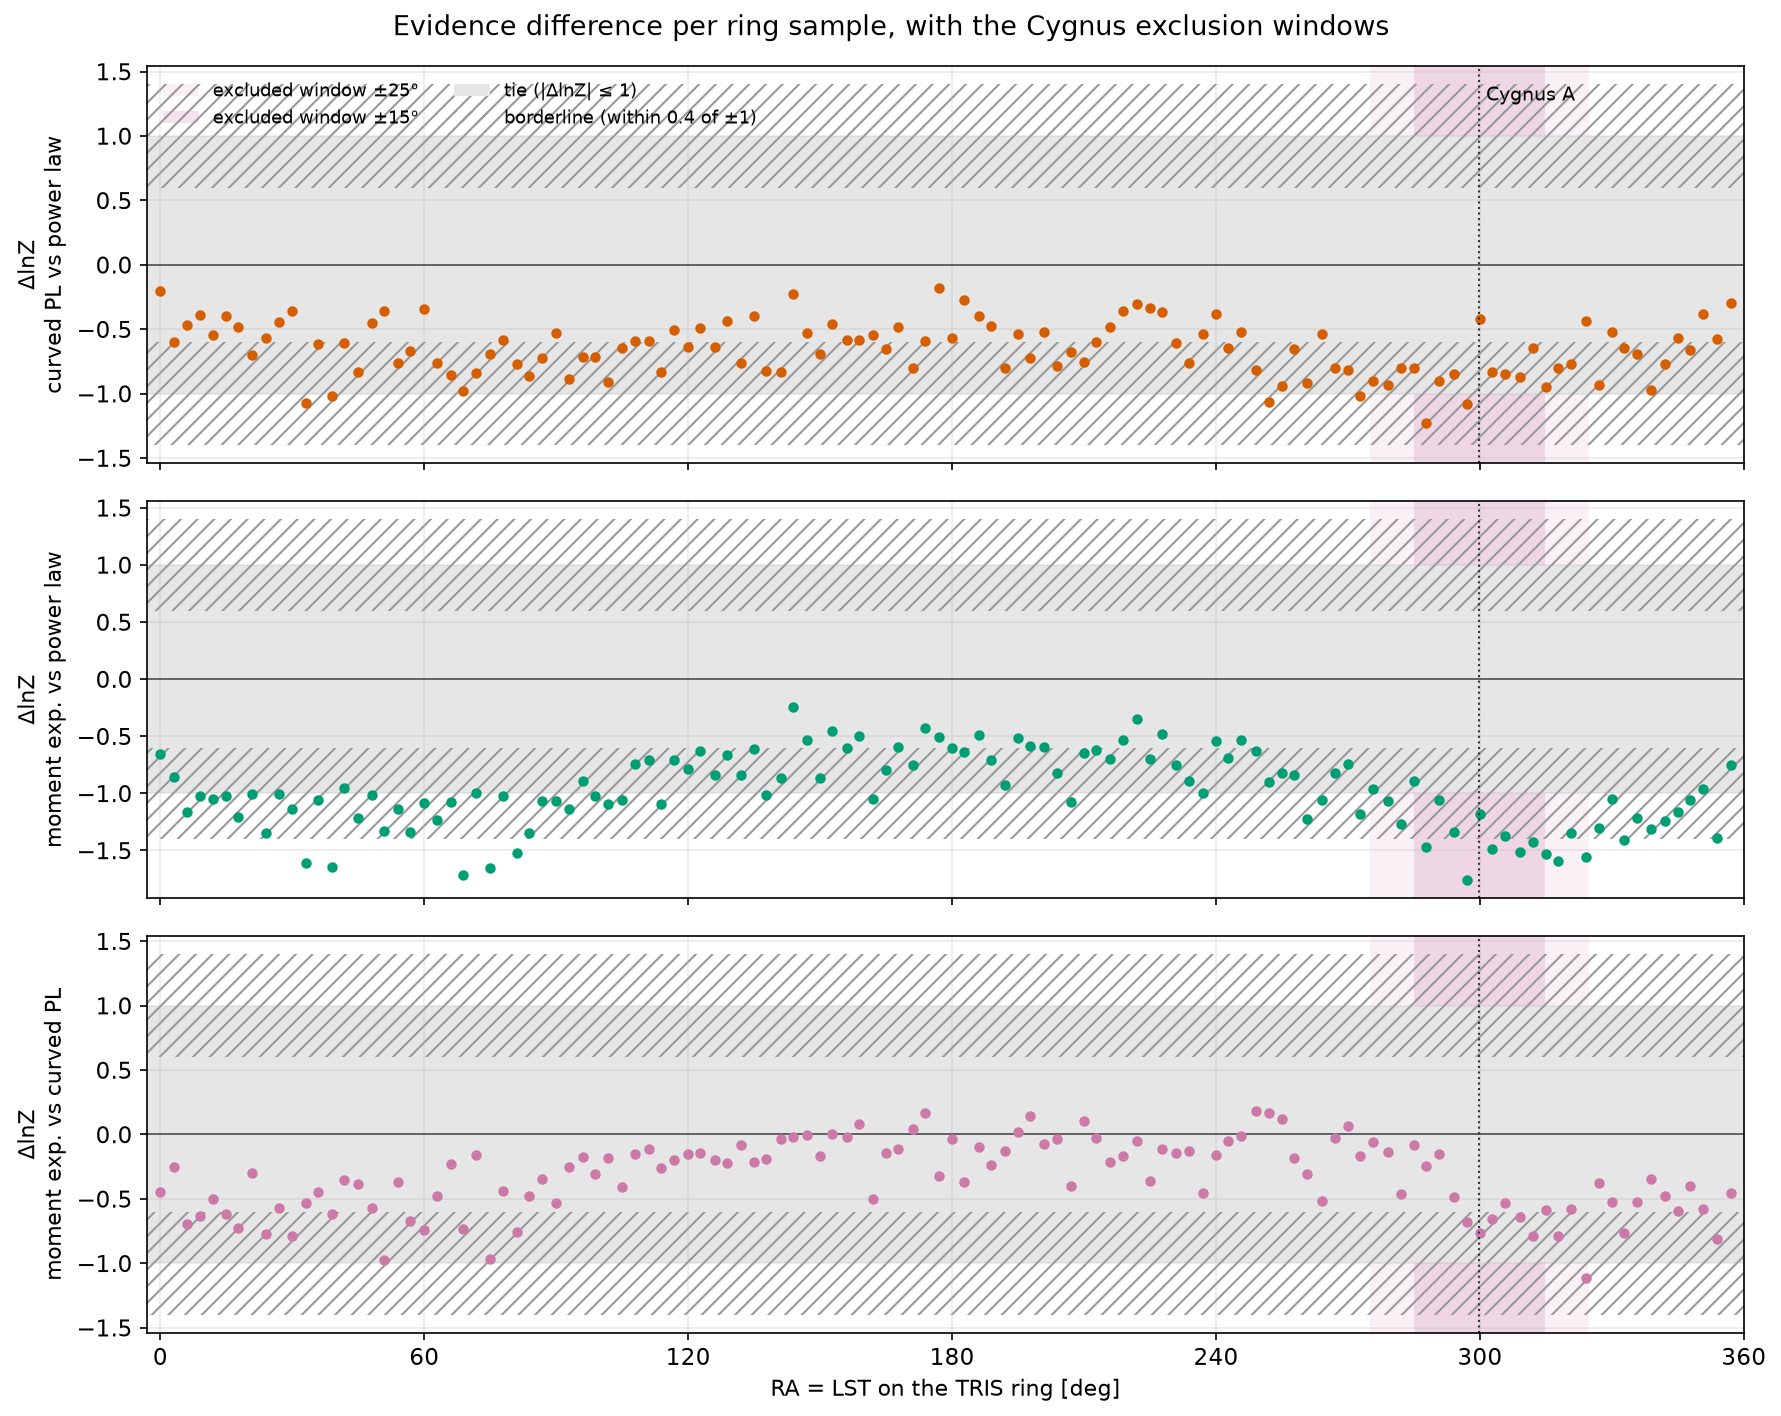 Evidence difference per ring sample, with the Cygnus exclusion windows
excluded window ±25°
excluded window ±15°
tie (|ΔlnZ| ≤ 1)
borderline (within 0.4 of ±1)
Cygnus A
ΔlnZ
curved PL vs power law
1.5
1.0
0.5
0.0
−0.5
−1.0
−1.5
ΔlnZ
moment exp. vs power law
1.5
1.0
0.5
0.0
−0.5
−1.0
−1.5
ΔlnZ
moment exp. vs curved PL
1.5
1.0
0.5
0.0
−0.5
−1.0
−1.5
0
60
120
180
240
300
360
RA = LST on the TRIS ring [deg]